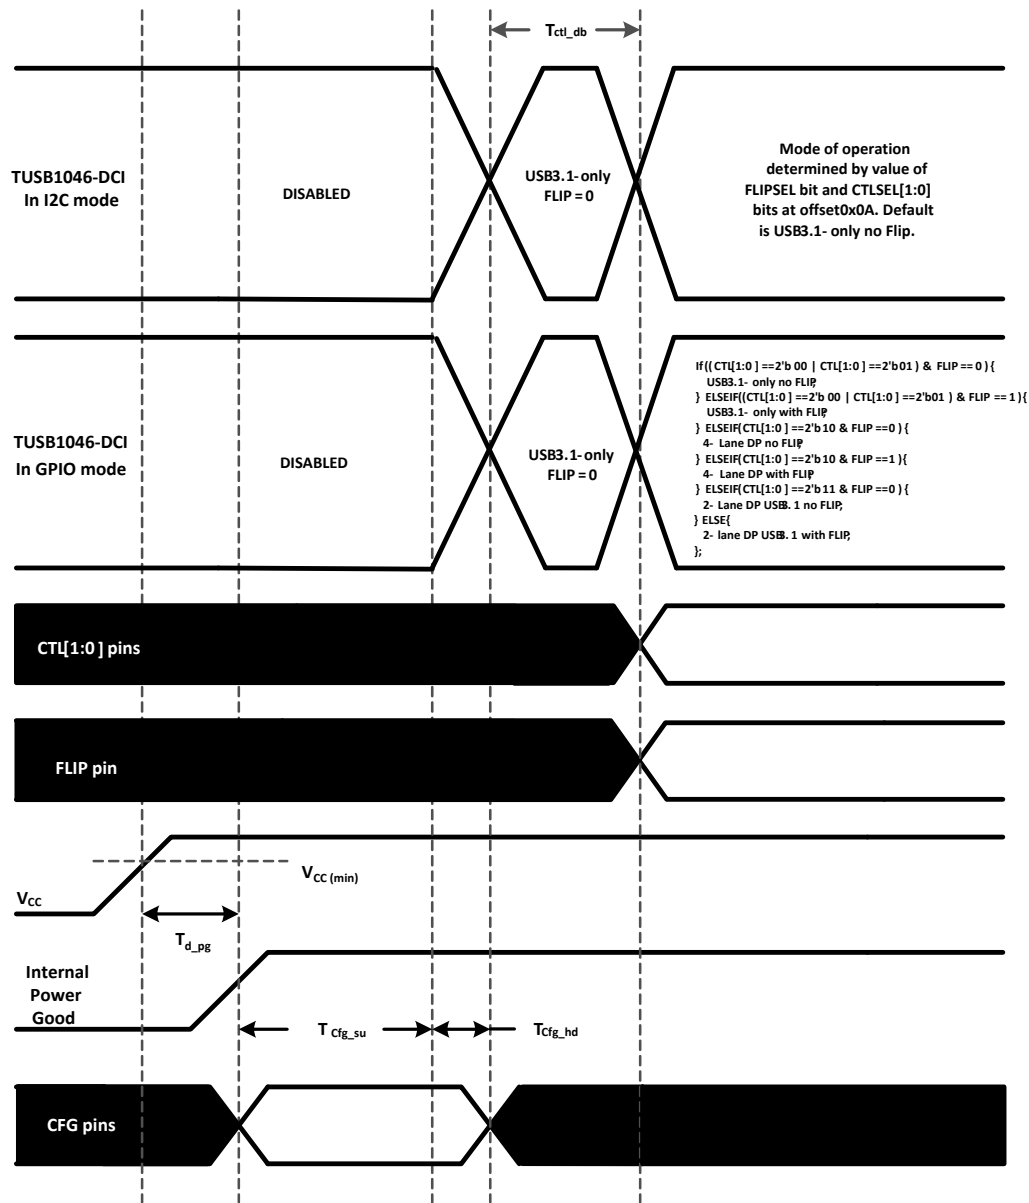 Tctl_db
TUSB1046-DCI
In I2C mode
DISABLED
USB3.1- only
FLIP = 0
Mode of operation
determined by value of
FLIPSEL bit and CTLSEL[1:0]
bits at offset0x0A. Default
is USB3.1- only no Flip.
TUSB1046-DCI
In GPIO mode
DISABLED
USB3.1- only
FLIP = 0
If(( CTL[1:0 ] ==2'b 00 | CTL[1:0 ] ==2'b01 ) & FLIP == 0 ) {
USB3.1- only no FLIP;
} ELSEIF((CTL[1:0 ] ==2'b 00 | CTL[1:0 ] ==2'b01 ) & FLIP == 1 ) {
USB3.1- only with FLIP;
} ELSEIF(CTL[1:0 ] ==2'b 10 & FLIP ==0 ) {
4- Lane DP no FLIP;
} ELSEIF(CTL[1:0 ] ==2'b 10 & FLIP ==1 ) {
4- Lane DP with FLIP;
} ELSEIF(CTL[1:0 ] ==2'b 11 & FLIP ==0 ) {
2- Lane DP USB3. 1 no FLIP;
} ELSE{
2- lane DP USB3. 1 with FLIP;
};
CTL[1:0 ] pins
FLIP pin
VCC (min)
VCC
Td_pg
Internal
Power
Good
T Cfg_su
TCfg_hd
CFG pins